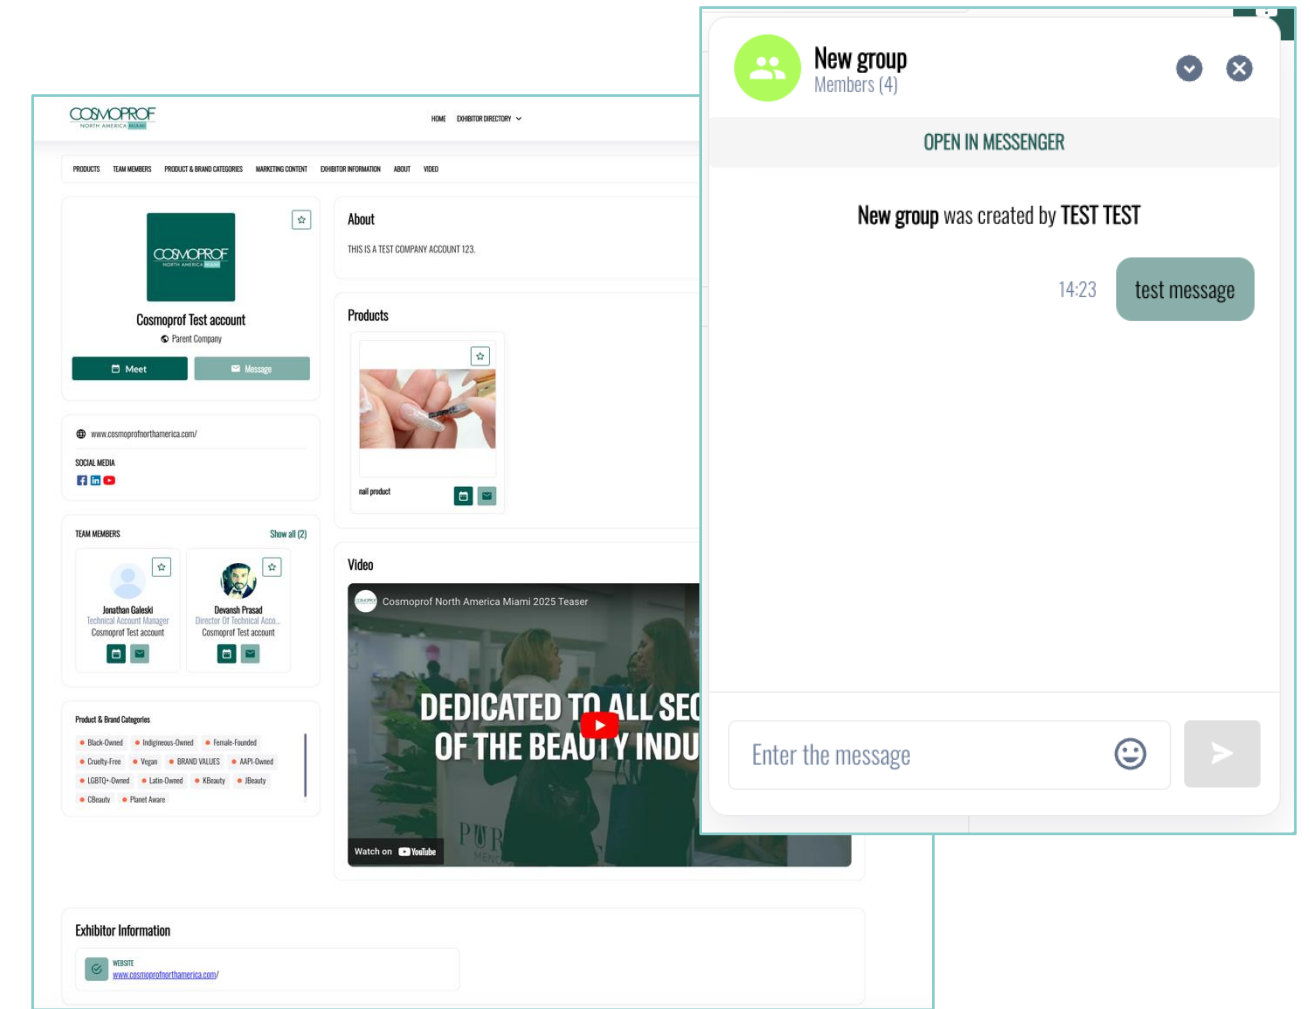 COSMOPROF
NORTH AMERICA MIAMI
HOME EXHIBITOR DIRECTORY
PRODUCTS TEAM MEMBERS PRODUCT & BRAND CATEGORIES MARKETING CONTENT EXHIBITOR INFORMATION ABOUT VIDEO
COSMOPROF
NORTH AMERICA MIAMI
Cosmoprof Test account
Parent Company
Meet Message
www.cosmoprofnorthamerica.com/
SOCIAL MEDIA
TEAM MEMBERS Show all (2)
Jonathan Galeski
Technical Account Manager
Cosmoprof Test account
Devansh Prasad
Director Of Technical Acco...
Cosmoprof Test account
Product & Brand Categories
Black-Owned Indigineous-Owned Female-Founded
Cruelty-Free Vegan BRAND VALUES AAPI-Owned
LGBTQ+-Owned Latin-Owned KBeauty JBeauty
CBeauty Planet Aware
About
THIS IS A TEST COMPANY ACCOUNT 123.
Products
nail product
Video
Cosmoprof North America Miami 2025 Teaser
DEDICATED TO ALL SEC
OF THE BEAUTY INDU
Watch on YouTube
Exhibitor Information
WEBSITE
www.cosmoprofnorthamerica.com/
New group
Members (4)
OPEN IN MESSENGER
New group was created by TEST TEST
14:23 test message
Enter the message